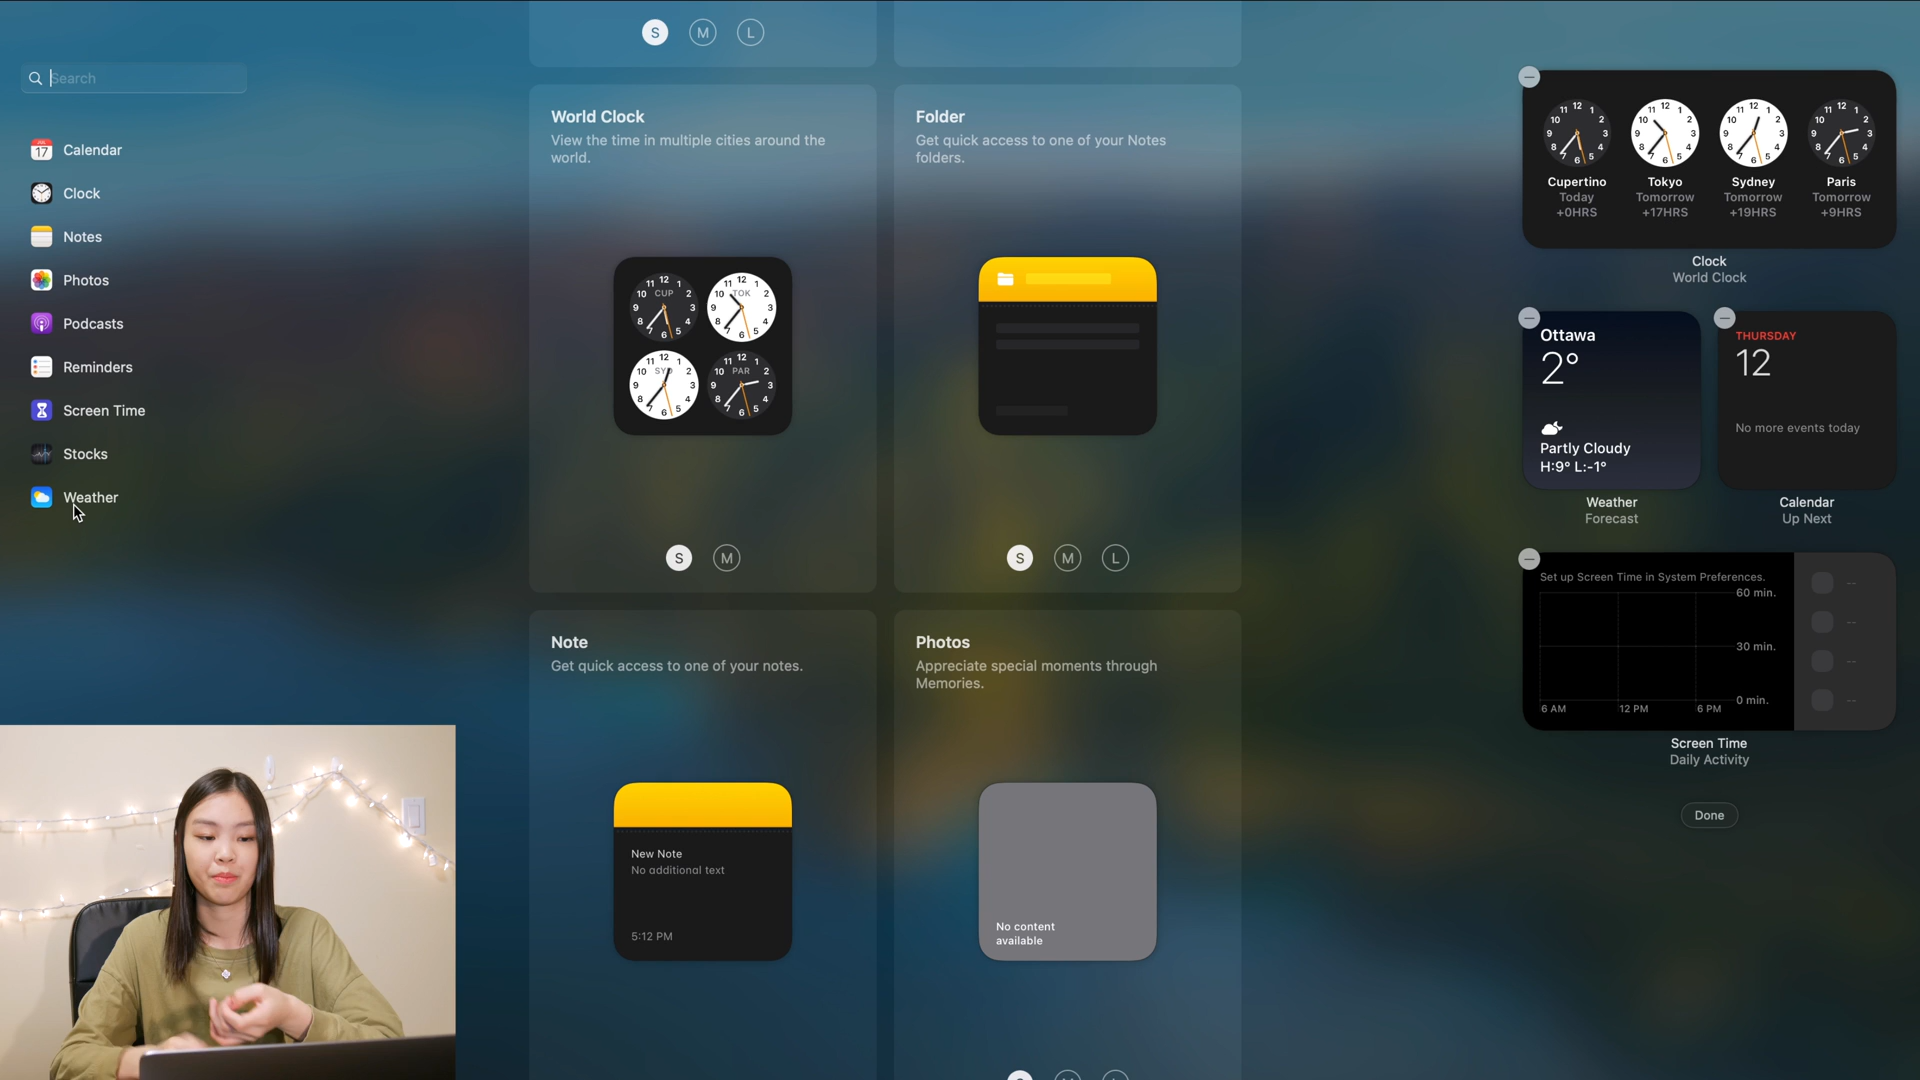 S M L
Search
17 Calendar
Clock
Notes
Photos
Podcasts
Reminders
Screen Time
Stocks
Weather
World Clock
View the time in multiple cities around the
world.
CUP
TOK
SYD
PAR
S M
Folder
Get quick access to one of your Notes
folders.
S M L
Note
Get quick access to one of your notes.
New Note
No additional text
5:12 PM
Photos
Appreciate special moments through
Memories.
No content
available
Cupertino
Today
+0HRS
Tokyo
Tomorrow
+17HRS
Sydney
Tomorrow
+19HRS
Paris
Tomorrow
+9HRS
Clock
World Clock
Ottawa
2°
Partly Cloudy
H:9° L:-1°
Weather
Forecast
THURSDAY
12
No more events today
Calendar
Up Next
Set up Screen Time in System Preferences.
60 min.
30 min.
0 min.
6 AM 12 PM 6 PM
--
--
--
--
Screen Time
Daily Activity
Done